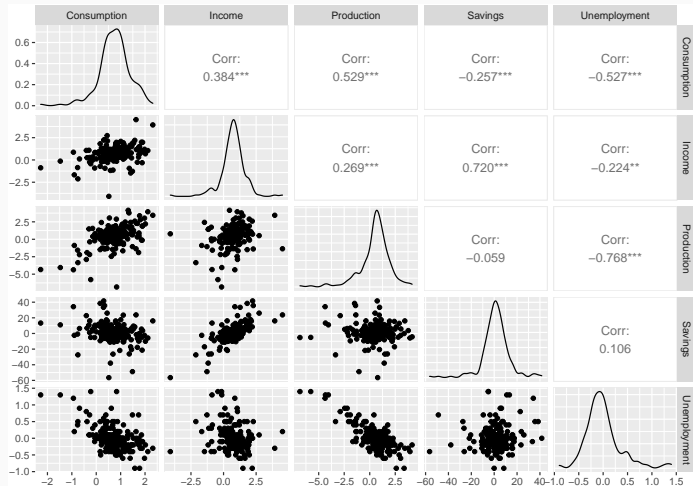 Consumption Income Production Savings Unemployment
0.6
0.4
0.2
0.0
Corr:
0.384***
Corr:
0.529***
Corr:
−0.257***
Corr:
−0.527***
Consumption
2.5
0.0
−2.5
Corr:
0.269***
Corr:
0.720***
Corr:
−0.224**
Income
2.5
0.0
−2.5
−5.0
Corr:
−0.059
Corr:
−0.768***
Production
40
20
0
−20
−40
−60
Corr:
0.106
Savings
1.5
1.0
0.5
0.0
−0.5
−1.0
Unemployment
−2 −1 0 1 2 −2.5 0.0 2.5 −5.0 −2.5 0.0 2.5 −60 −40 −20 0 20 40 −1.0 −0.5 0.0 0.5 1.0 1.5